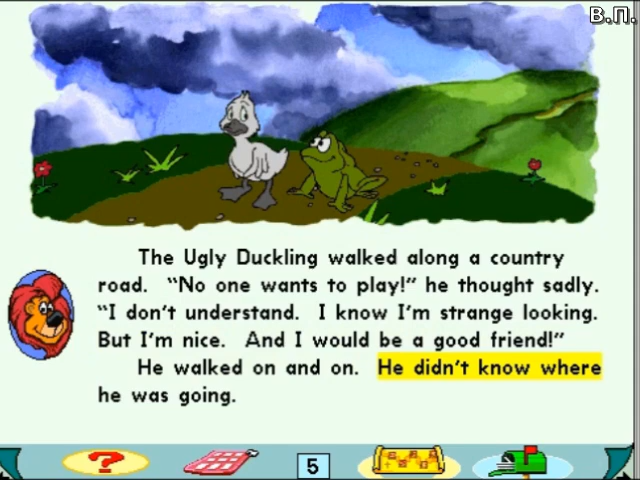 В.П.
The Ugly Duckling walked along a country
road. "No one wants to play!" he thought sadly.
"I don't understand. I know I'm strange looking.
But I'm nice. And I would be a good friend!"
He walked on and on. He didn't know where
he was going.
? 5